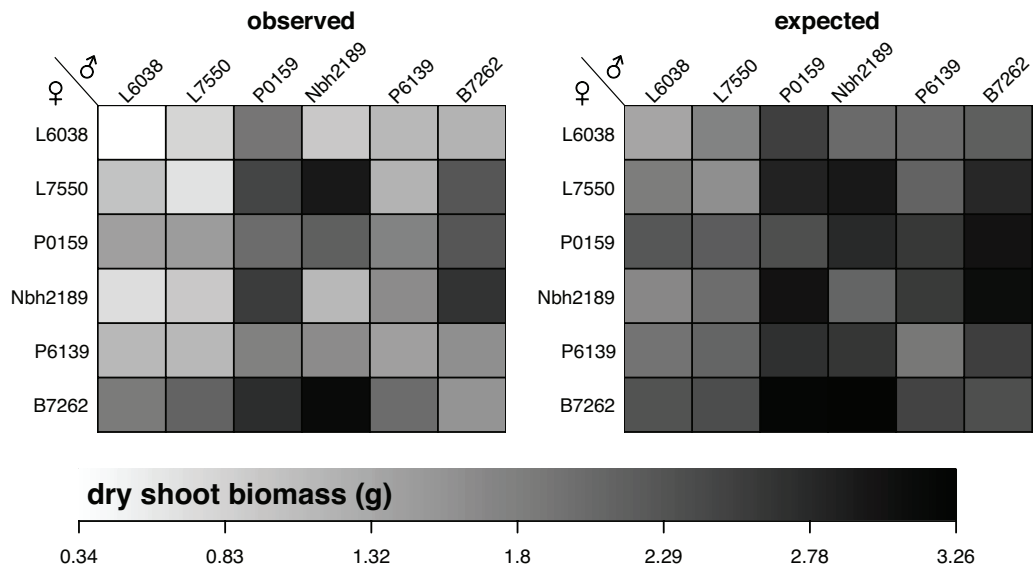 observed
expected
♂ L6038 L7550 P0159 Nbh2189 P6139 B7262
♀
♂ L6038 L7550 P0159 Nbh2189 P6139 B7262
♀
L6038
L7550
P0159
Nbh2189
P6139
B7262
L6038
L7550
P0159
Nbh2189
P6139
B7262
dry shoot biomass (g)
0.34 0.83 1.32 1.8 2.29 2.78 3.26